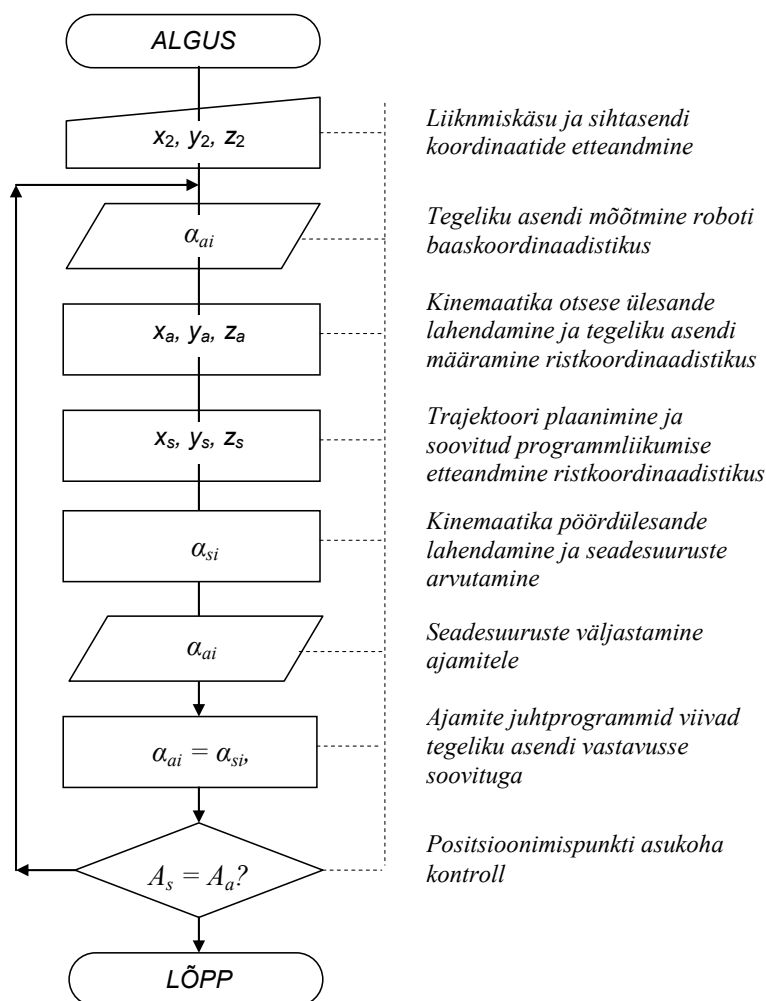 ALGUS
x2, y2, z2
Liiknmiskäsu ja sihtasendi
koordinaatide etteandmine
αai
Tegeliku asendi mõõtmine roboti
baaskoordinaadistikus
xa, ya, za
Kinemaatika otsese ülesande
lahendamine ja tegeliku asendi
määramine ristkoordinaadistikus
xs, ys, zs
Trajektoori plaanimine ja
soovitud programmliikumise
etteandmine ristkoordinaadistikus
αsi
Kinemaatika pöördülesande
lahendamine ja seadesuuruste
arvutamine
αai
Seadesuuruste väljastamine
ajamitele
αai = αsi,
Ajamite juhtprogrammid viivad
tegeliku asendi vastavusse
soovituga
As = Aa?
Positsioonimispunkti asukoha
kontroll
LÕPP